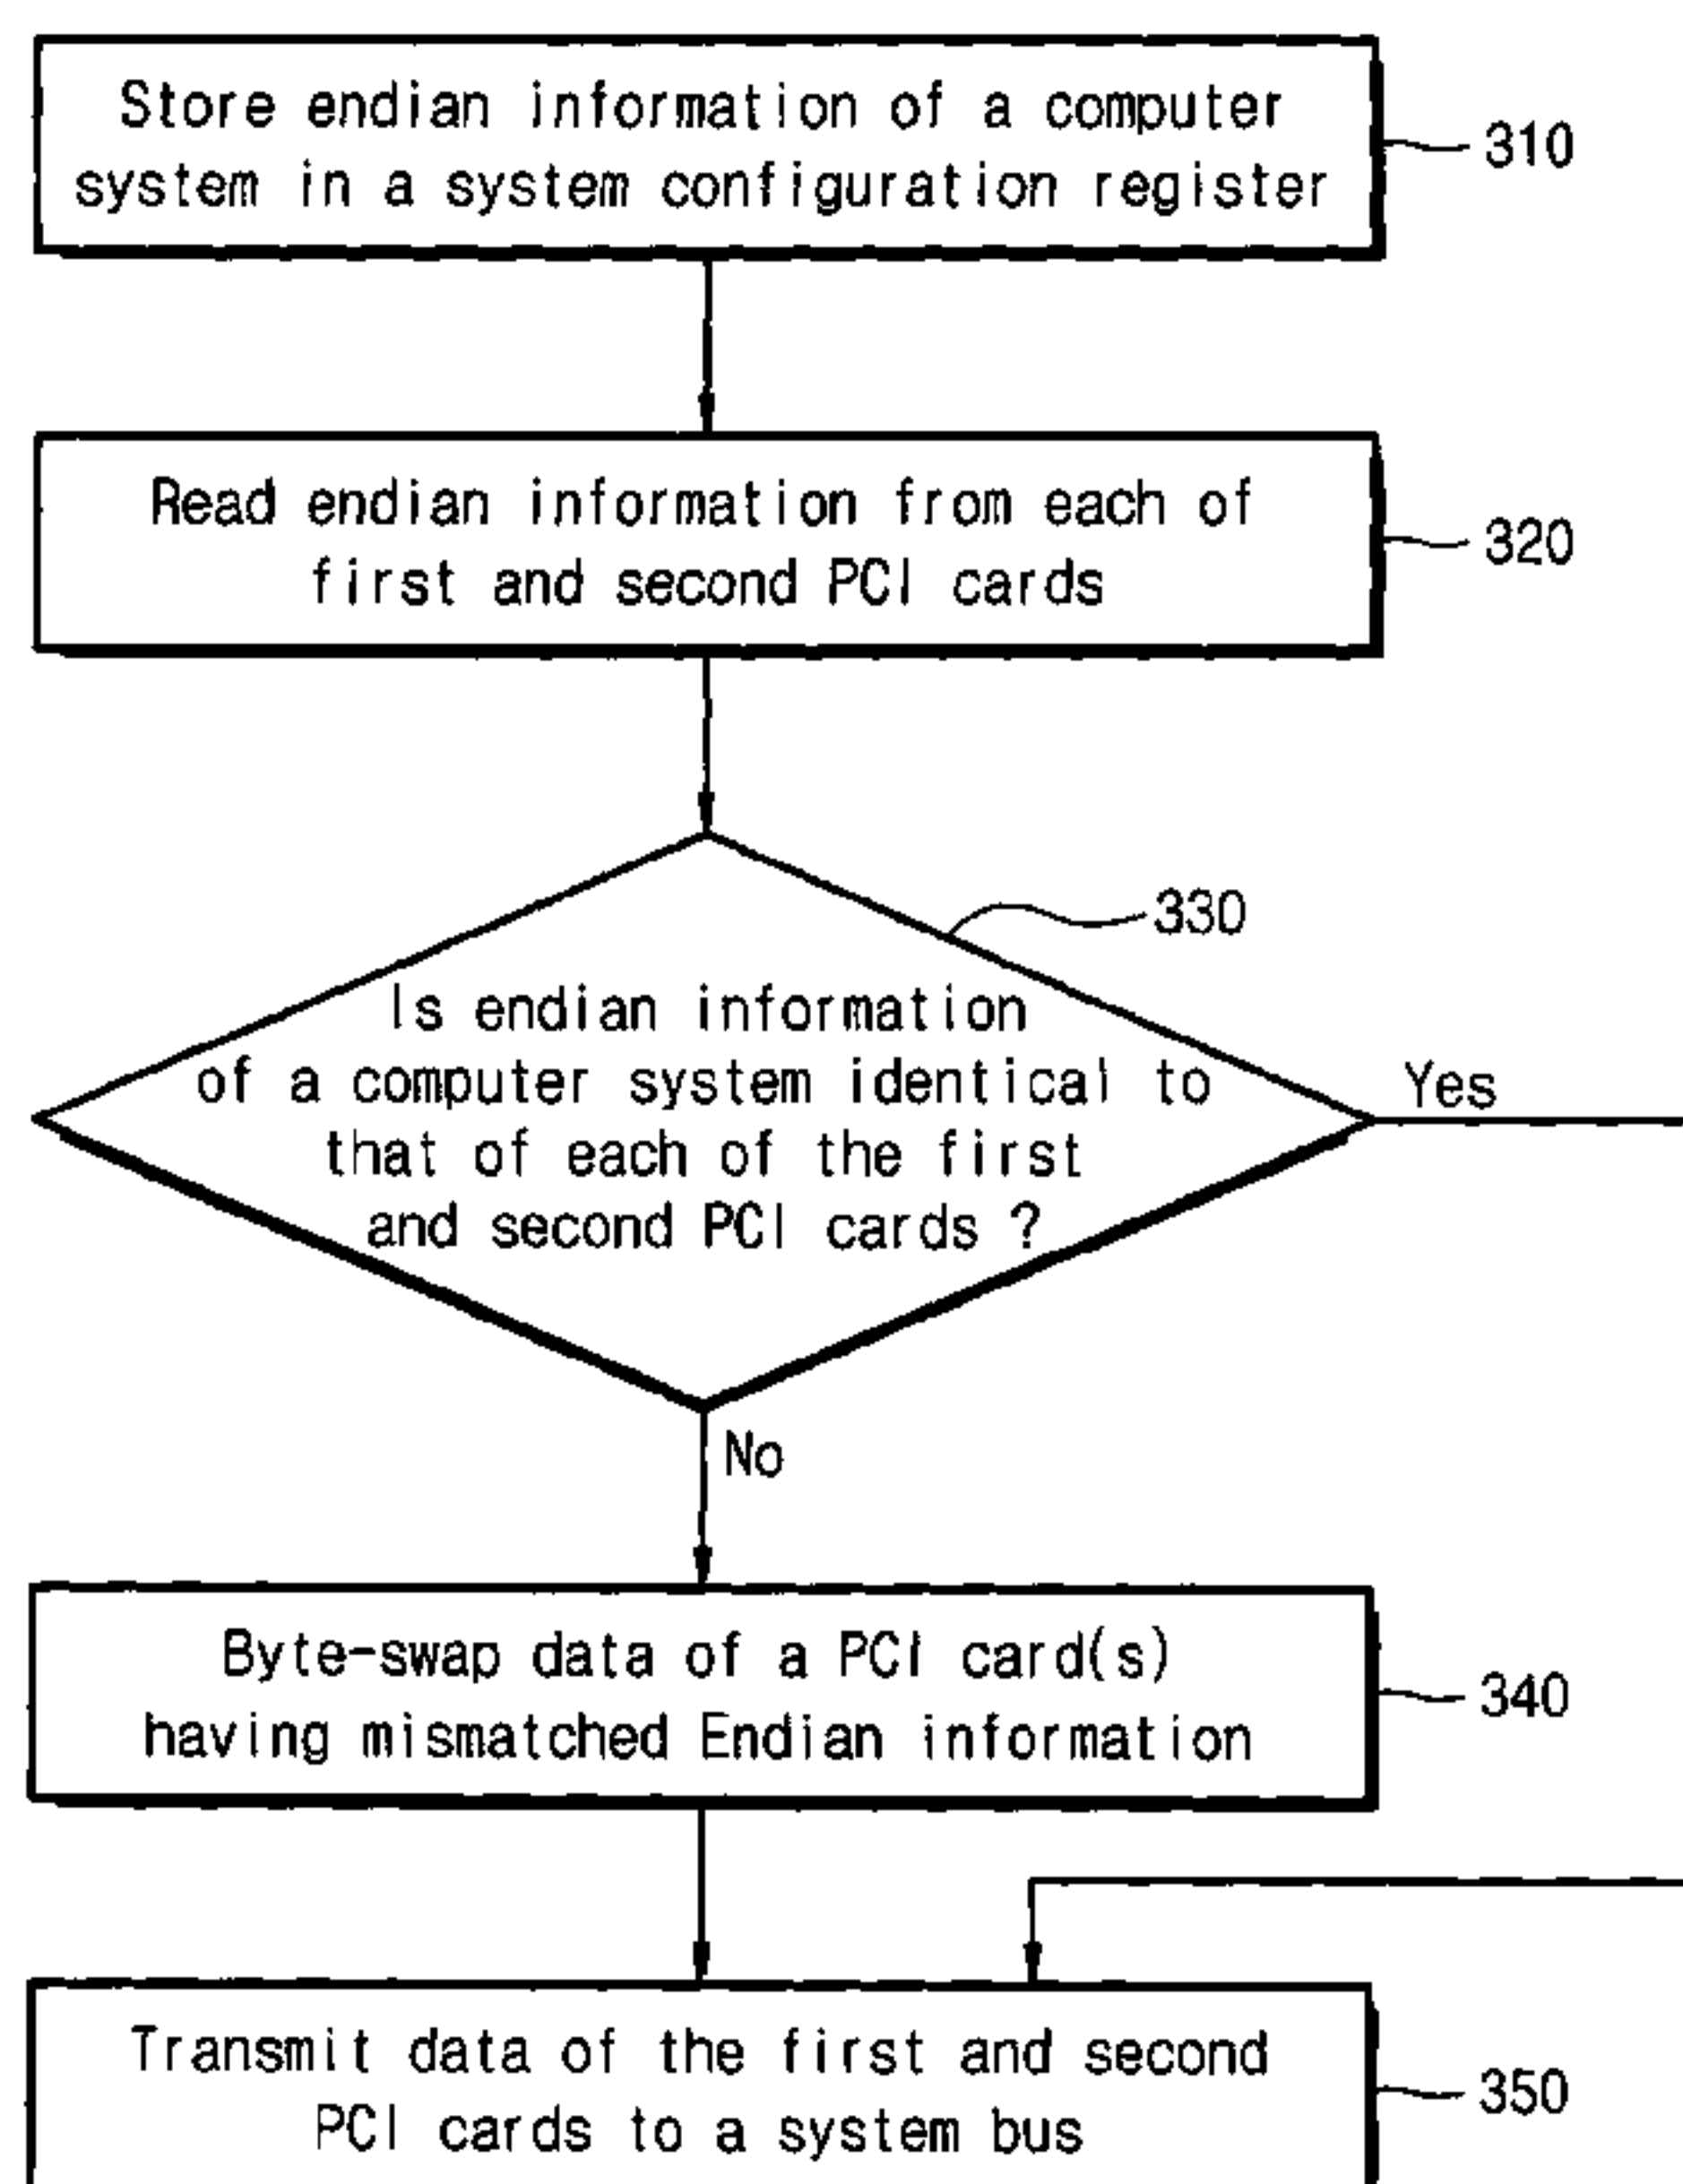 Store endian information of a computer
system in a system configuration register
310
Read endian information from each of
first and second PCI cards
320
330
Is endian information
of a computer system identical to
that of each of the first
and second PCI cards ?
Yes
No
Byte-swap data of a PCI card(s)
having mismatched Endian information
340
Transmit data of the first and second
PCI cards to a system bus
350